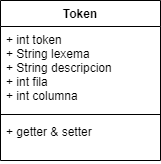 Token
+ int token
+ String lexema
+ String descripcion
+ int fila
+ int columna
+ getter & setter